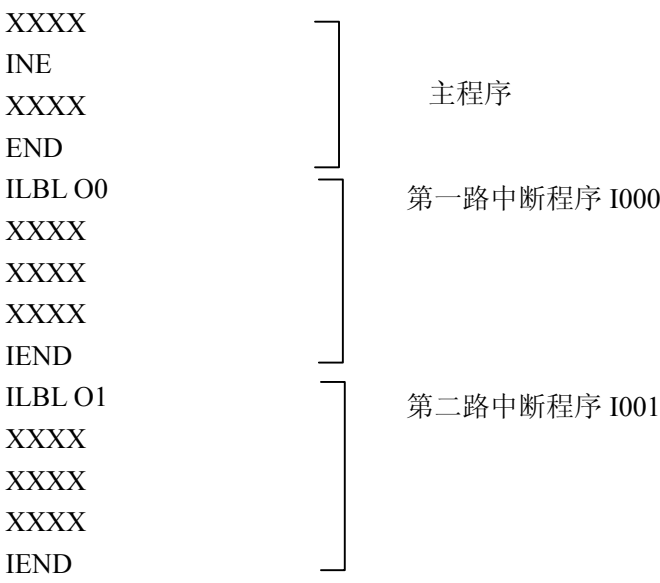 XXXX
INE
XXXX
END
主程序
ILBL O0
XXXX
XXXX
XXXX
IEND
第一路中断程序 I000
ILBL O1
XXXX
XXXX
XXXX
IEND
第二路中断程序 I001